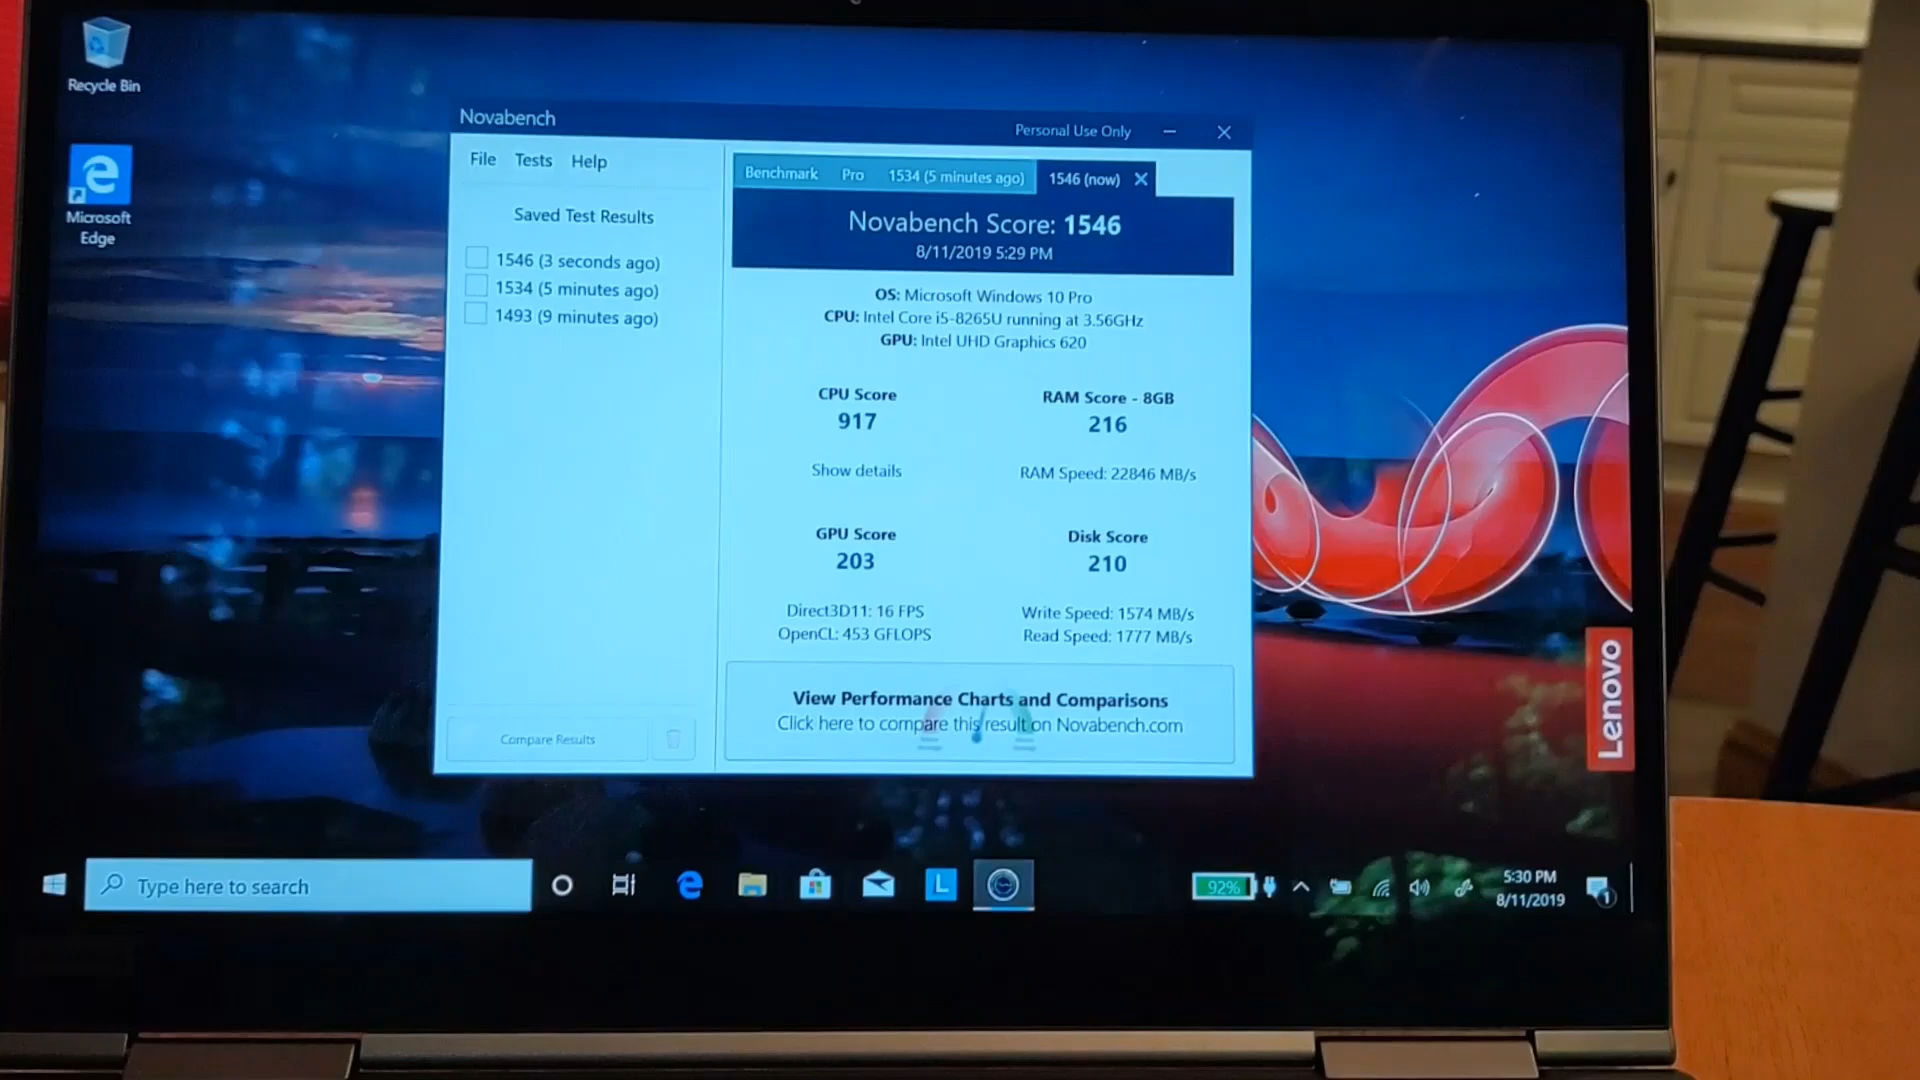 Recycle Bin
Microsoft
Edge
Novabench
Personal Use Only
File Tests Help
Saved Test Results
1546 (3 seconds ago)
1534 (5 minutes ago)
1493 (9 minutes ago)
Compare Results
Benchmark Pro 1534 (5 minutes ago) 1546 (now)
Novabench Score: 1546
8/11/2019 5:29 PM
OS: Microsoft Windows 10 Pro
CPU: Intel Core i5-8265U running at 3.56GHz
GPU: Intel UHD Graphics 620
CPU Score
917
Show details
RAM Score - 8GB
216
RAM Speed: 22846 MB/s
GPU Score
203
Direct3D11: 16 FPS
OpenCL: 453 GFLOPS
Disk Score
210
Write Speed: 1574 MB/s
Read Speed: 1777 MB/s
View Performance Charts and Comparisons
Click here to compare this result on Novabench.com
Lenovo
Type here to search
L
92%
5:30 PM
8/11/2019
1